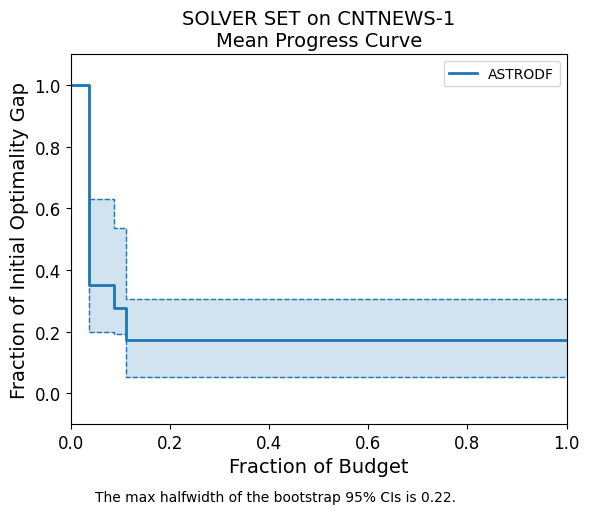 SOLVER SET on CNTNEWS-1
Mean Progress Curve
ASTRODF
Fraction of Initial Optimality Gap
1.0
0.8
0.6
0.4
0.2
0.0
0.0 0.2 0.4 0.6 0.8 1.0
Fraction of Budget
The max halfwidth of the bootstrap 95% CIs is 0.22.